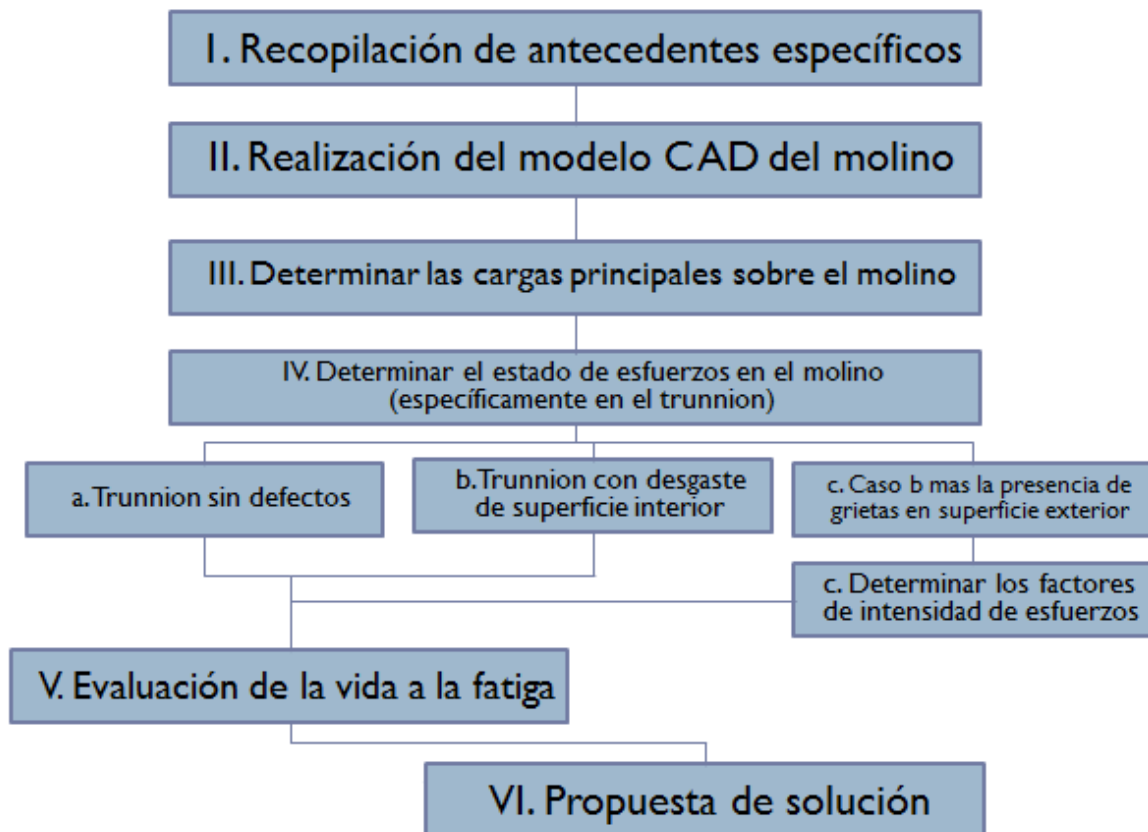 I. Recopilación de antecedentes específicos
II. Realización del modelo CAD del molino
III. Determinar las cargas principales sobre el molino
IV. Determinar el estado de esfuerzos en el molino
(específicamente en el trunnion)
a. Trunnion sin defectos
b. Trunnion con desgaste
de superficie interior
c. Caso b mas la presencia de
grietas en superficie exterior
c. Determinar los factores
de intensidad de esfuerzos
V. Evaluación de la vida a la fatiga
VI. Propuesta de solución